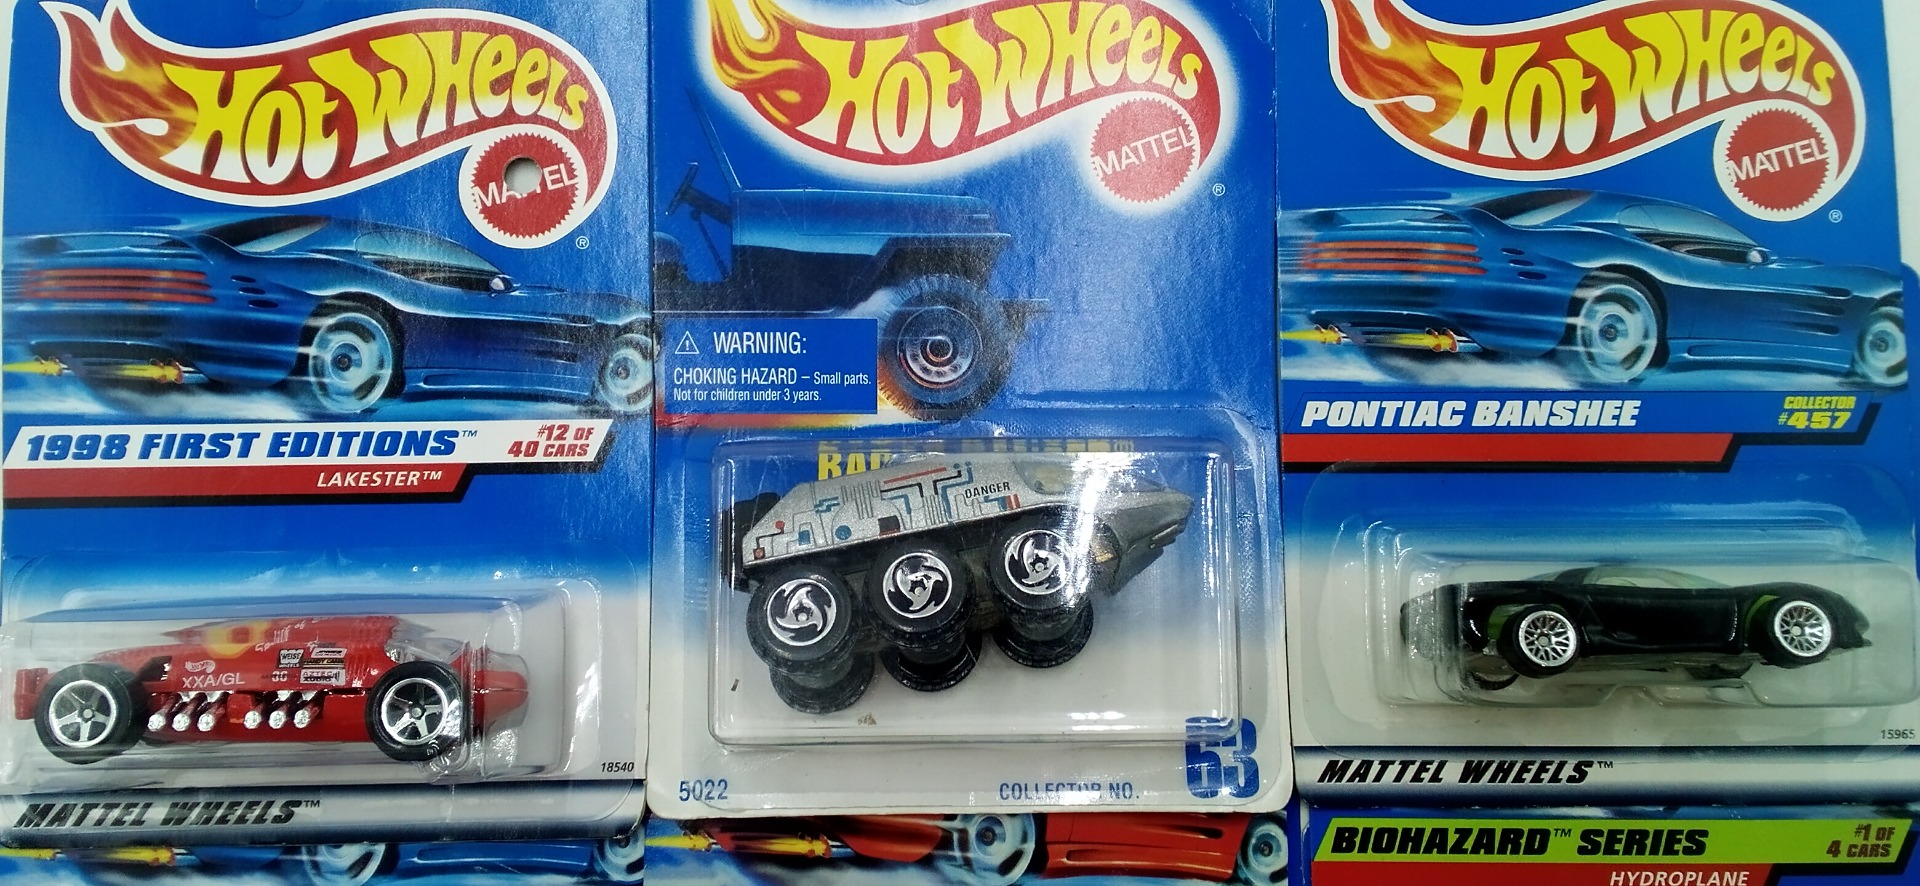 HOT WHEELS
MATTEL
®
1998 FIRST EDITIONS™
#12 OF
40 CARS
LAKESTER™
XXA/GL
18540
MATTEL WHEELS™
HOT WHEELS
MATTEL
®
WARNING:
CHOKING HAZARD – Small parts.
Not for children under 3 years.
DANGER
5022
COLLECTOR NO.
63
HOT WHEELS
MATTEL
®
PONTIAC BANSHEE
COLLECTOR
#457
15965
MATTEL WHEELS™
BIOHAZARD™ SERIES
#1 OF
4 CARS
HYDROPLANE